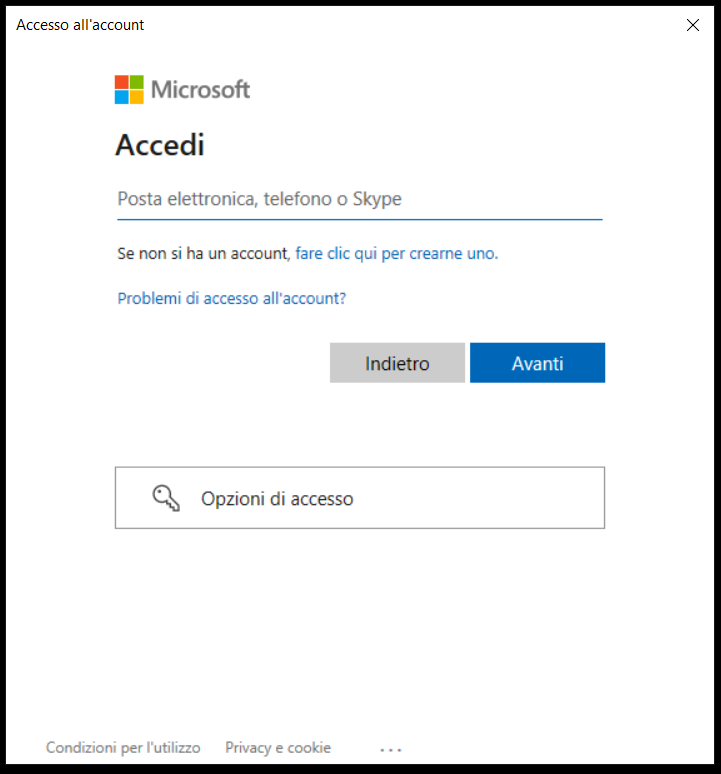 Accesso all'account
Microsoft
Accedi
Posta elettronica, telefono o Skype
Se non si ha un account, fare clic qui per crearne uno.
Problemi di accesso all'account?
Indietro Avanti
Opzioni di accesso
Condizioni per l'utilizzo Privacy e cookie ...